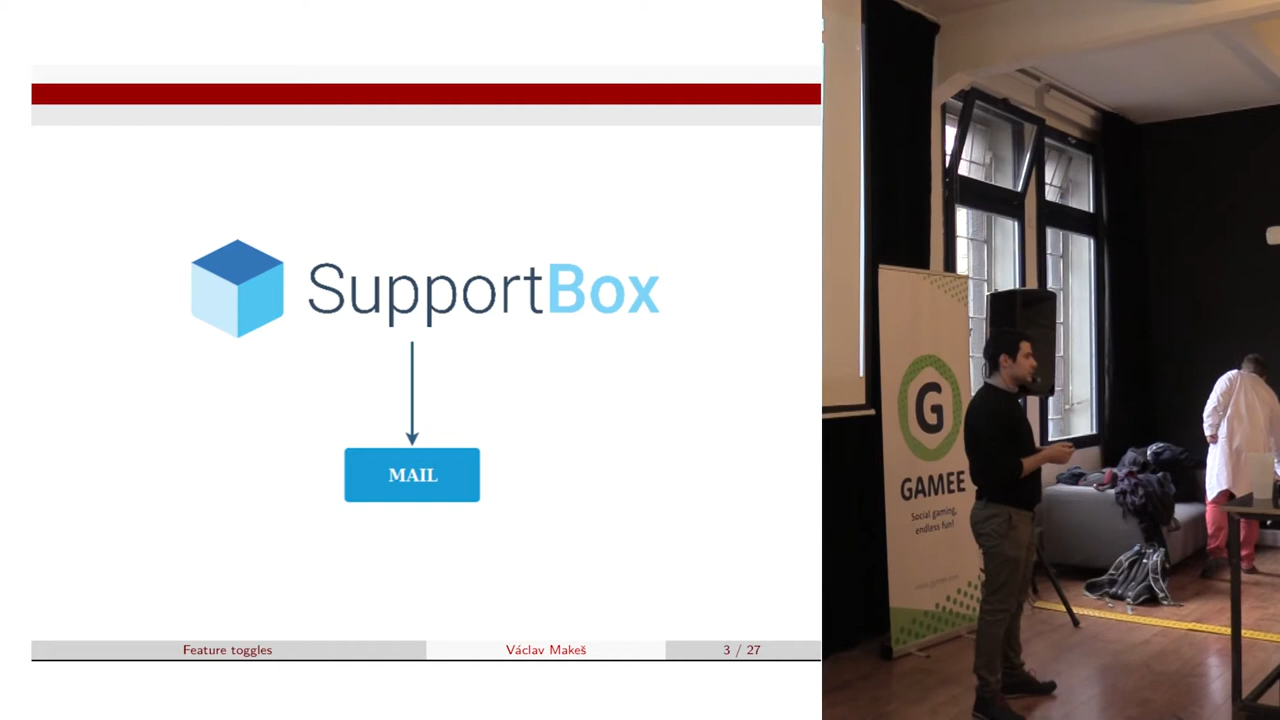 SupportBox
MAIL
Feature toggles
Václav Makeš
3 / 27
G
GAMEE
Social gaming,
endless fun!